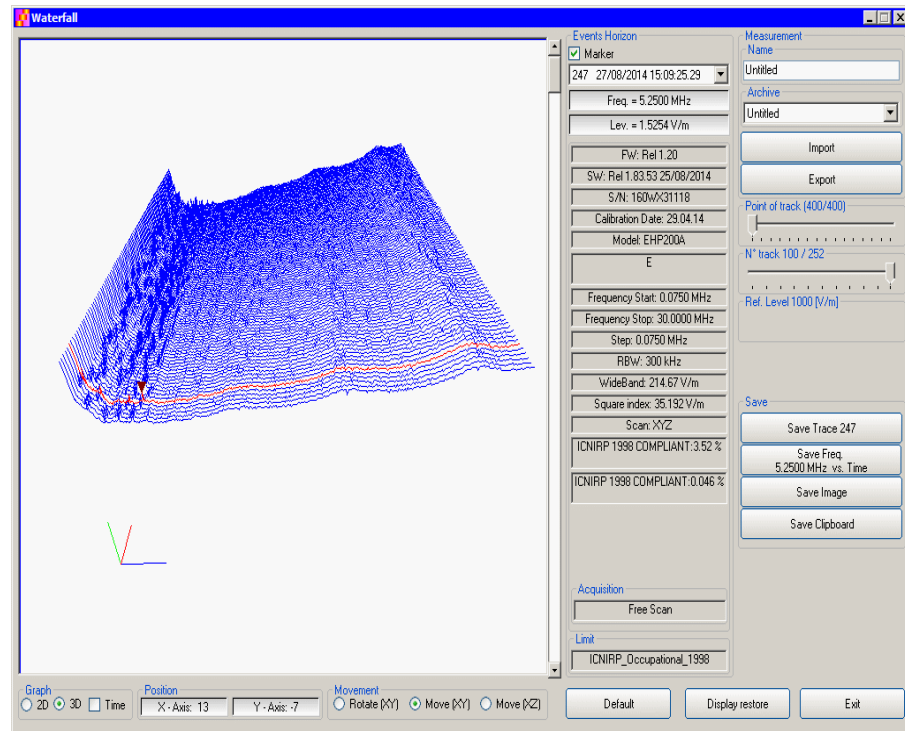 Waterfall
Events Horizon
Marker
247 27/08/2014 15:09:25.29
Freq. = 5.2500 MHz
Lev. = 1.5254 V/m
FW: Rel 1.20
SW: Rel 1.83.53 25/08/2014
S/N: 160WX31118
Calibration Date: 29.04.14
Model: EHP200A
E
Frequency Start: 0.0750 MHz
Frequency Stop: 30.0000 MHz
Step: 0.0750 MHz
RBW: 300 kHz
WideBand: 214.67 V/m
Square index: 35.192 V/m
Scan: XYZ
ICNIRP 1998 COMPLIANT:3.52 %
ICNIRP 1998 COMPLIANT:0.046 %
Acquisition
Free Scan
Limit
ICNIRP_Occupational_1998
Measurement
Name
Untitled
Archive
Untitled
Import
Export
Point of track (400/400)
N° track 100 / 252
Ref. Level 1000 [V/m]
Save
Save Trace 247
Save Freq.
5.2500 MHz vs. Time
Save Image
Save Clipboard
Graph
2D 3D Time
Position
X - Axis: 13 Y - Axis: -7
Movement
Rotate (XY) Move (XY) Move (XZ)
Default
Display restore
Exit